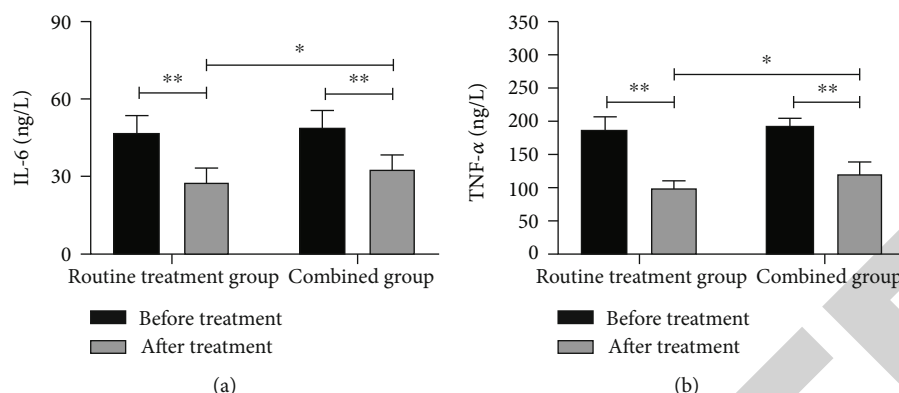 90
60
30
0
IL-6 (ng/L)
*
**
**
Routine treatment group
Combined group
Before treatment
After treatment
(a)
350
300
250
200
150
100
50
0
TNF-α (ng/L)
*
**
**
Routine treatment group
Combined group
Before treatment
After treatment
(b)